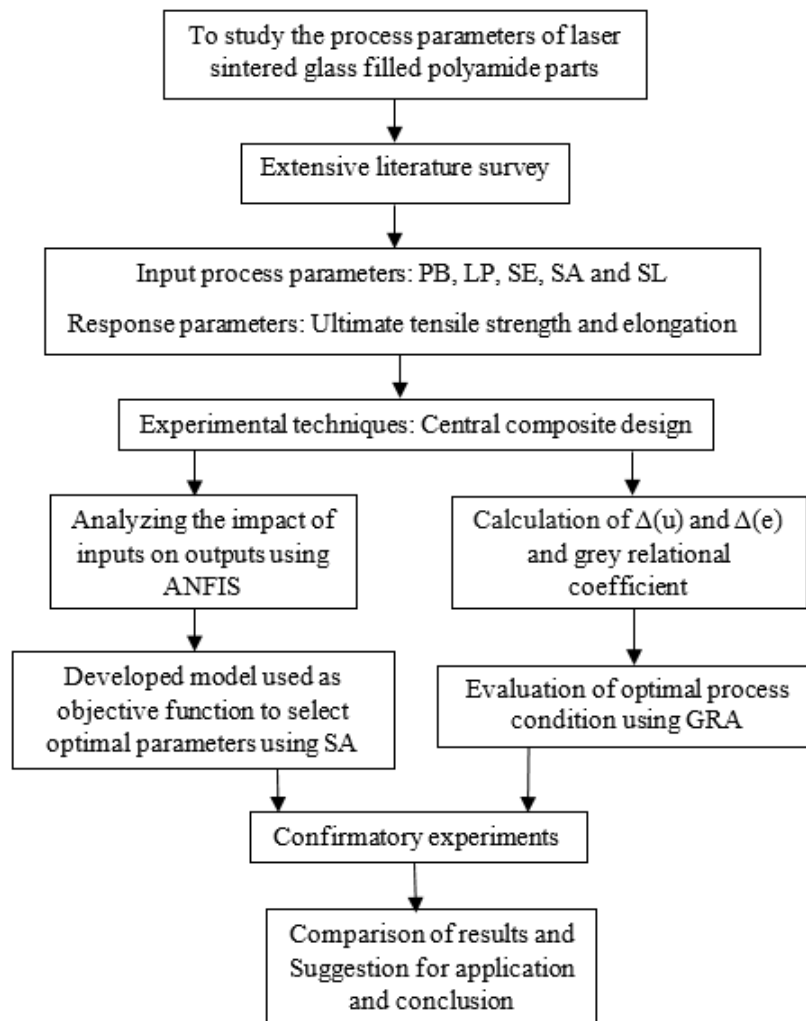 To study the process parameters of laser
sintered glass filled polyamide parts
Extensive literature survey
Input process parameters: PB, LP, SE, SA and SL
Response parameters: Ultimate tensile strength and elongation
Experimental techniques: Central composite design
Analyzing the impact of
inputs on outputs using
ANFIS
Calculation of Δ(u) and Δ(e)
and grey relational
coefficient
Developed model used as
objective function to select
optimal parameters using SA
Evaluation of optimal process
condition using GRA
Confirmatory experiments
Comparison of results and
Suggestion for application
and conclusion